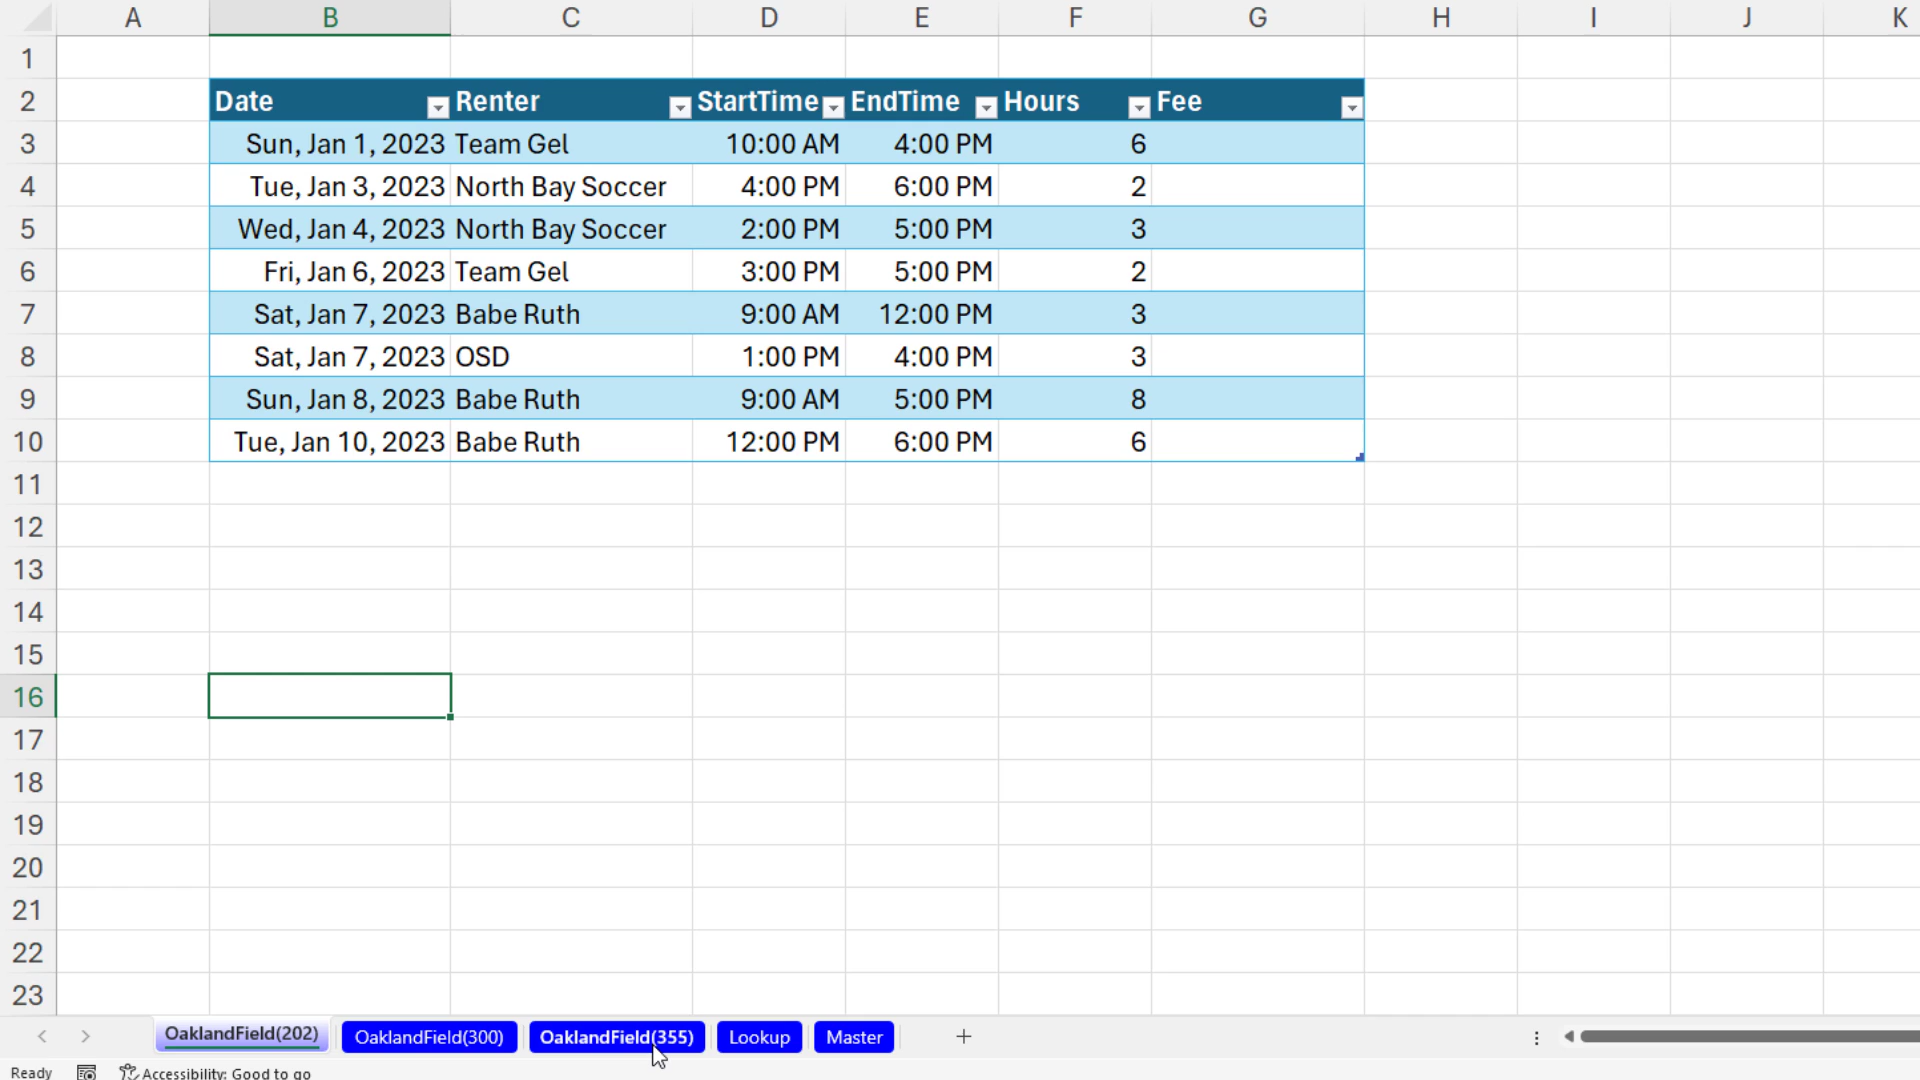 A B C D E F G H I J K
1
2 Date Renter StartTime EndTime Hours Fee
3 Sun, Jan 1, 2023 Team Gel 10:00 AM 4:00 PM 6
4 Tue, Jan 3, 2023 North Bay Soccer 4:00 PM 6:00 PM 2
5 Wed, Jan 4, 2023 North Bay Soccer 2:00 PM 5:00 PM 3
6 Fri, Jan 6, 2023 Team Gel 3:00 PM 5:00 PM 2
7 Sat, Jan 7, 2023 Babe Ruth 9:00 AM 12:00 PM 3
8 Sat, Jan 7, 2023 OSD 1:00 PM 4:00 PM 3
9 Sun, Jan 8, 2023 Babe Ruth 9:00 AM 5:00 PM 8
10 Tue, Jan 10, 2023 Babe Ruth 12:00 PM 6:00 PM 6
11
12
13
14
15
16
17
18
19
20
21
22
23
OaklandField(202) OaklandField(300) OaklandField(355) Lookup Master
Ready Accessibility: Good to go